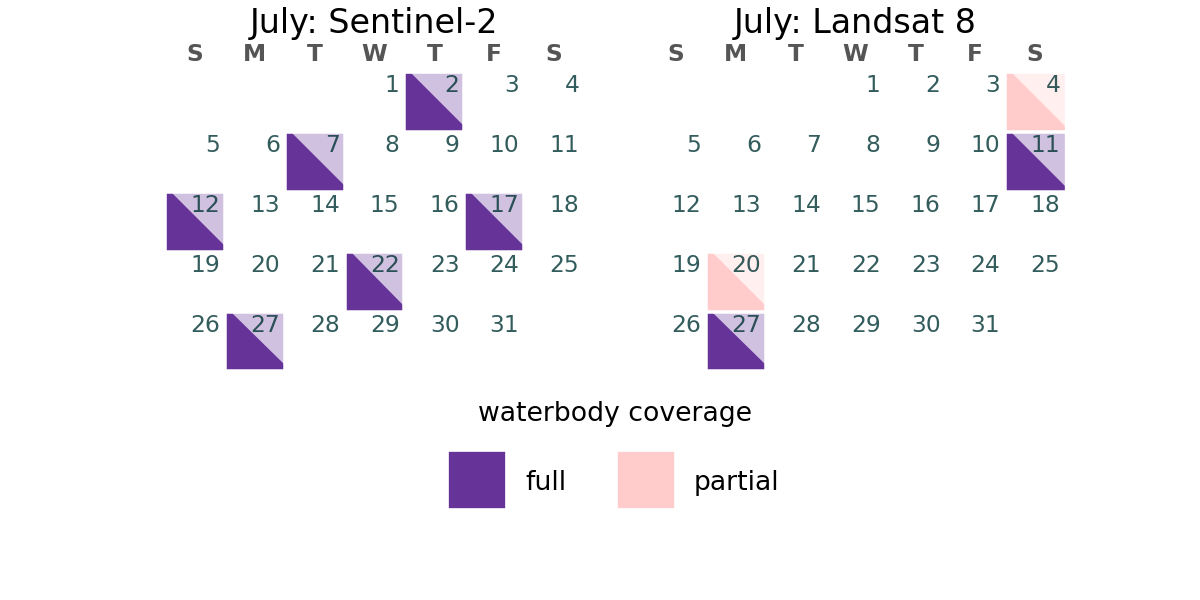 July: Sentinel-2
S M T W T F S
1 2 3 4
5 6 7 8 9 10 11
12 13 14 15 16 17 18
19 20 21 22 23 24 25
26 27 28 29 30 31
July: Landsat 8
S M T W T F S
1 2 3 4
5 6 7 8 9 10 11
12 13 14 15 16 17 18
19 20 21 22 23 24 25
26 27 28 29 30 31
waterbody coverage
full
partial